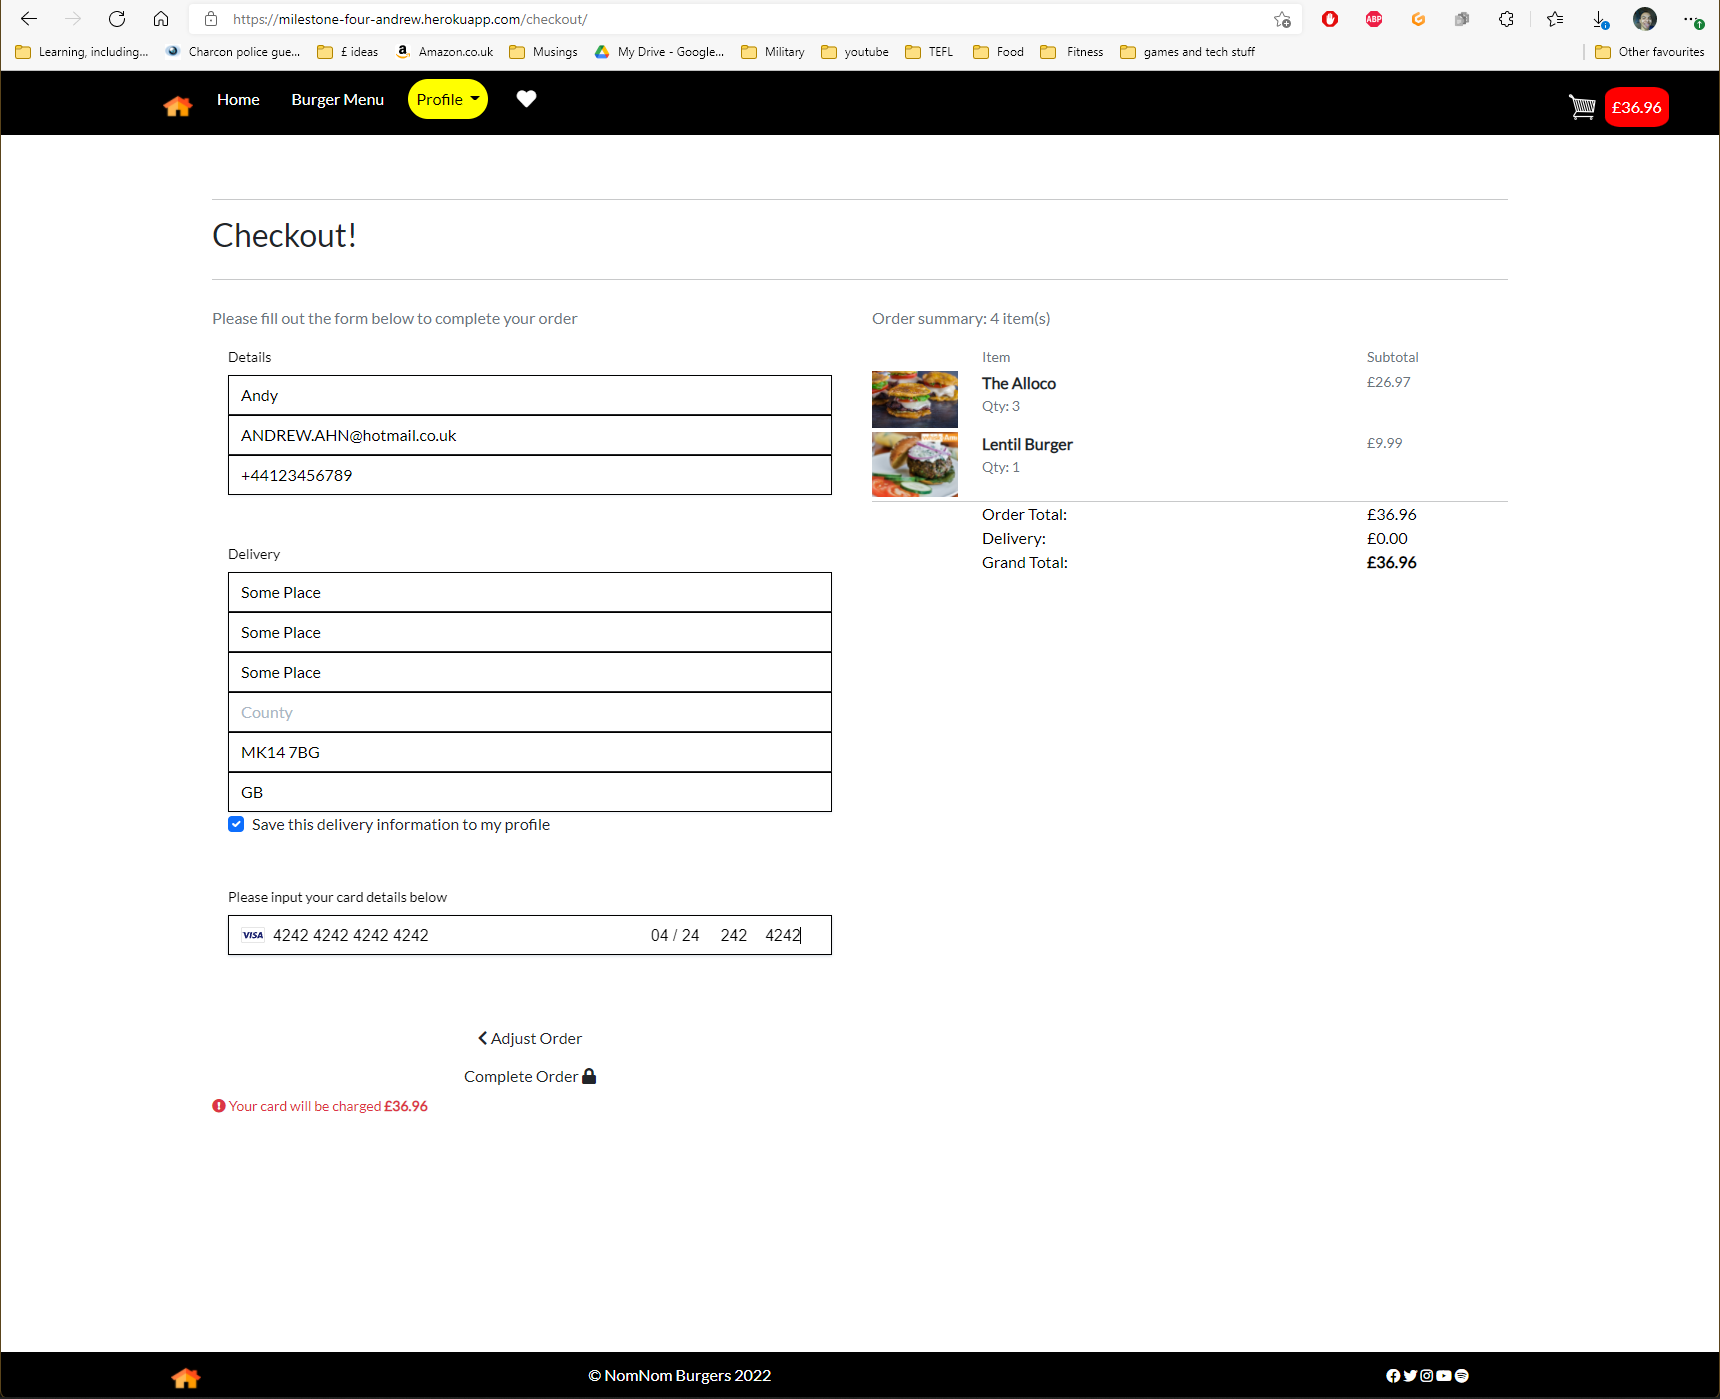 https://milestone-four-andrew.herokuapp.com/checkout/
ABP
Learning, including... Charcon police gue... £ ideas Amazon.co.uk Musings My Drive - Google... Military youtube TEFL Food Fitness games and tech stuff Other favourites
Home Burger Menu Profile £36.96
Checkout!
Please fill out the form below to complete your order
Details
Andy
ANDREW.AHN@hotmail.co.uk
+44123456789
Delivery
Some Place
Some Place
Some Place
County
MK14 7BG
GB
Save this delivery information to my profile
Please input your card details below
VISA 4242 4242 4242 4242 04 / 24 242 4242
Adjust Order
Complete Order
Your card will be charged £36.96
Order summary: 4 item(s)
Item Subtotal
The Alloco £26.97
Qty: 3
Lentil Burger £9.99
Qty: 1
Order Total: £36.96
Delivery: £0.00
Grand Total: £36.96
© NomNom Burgers 2022